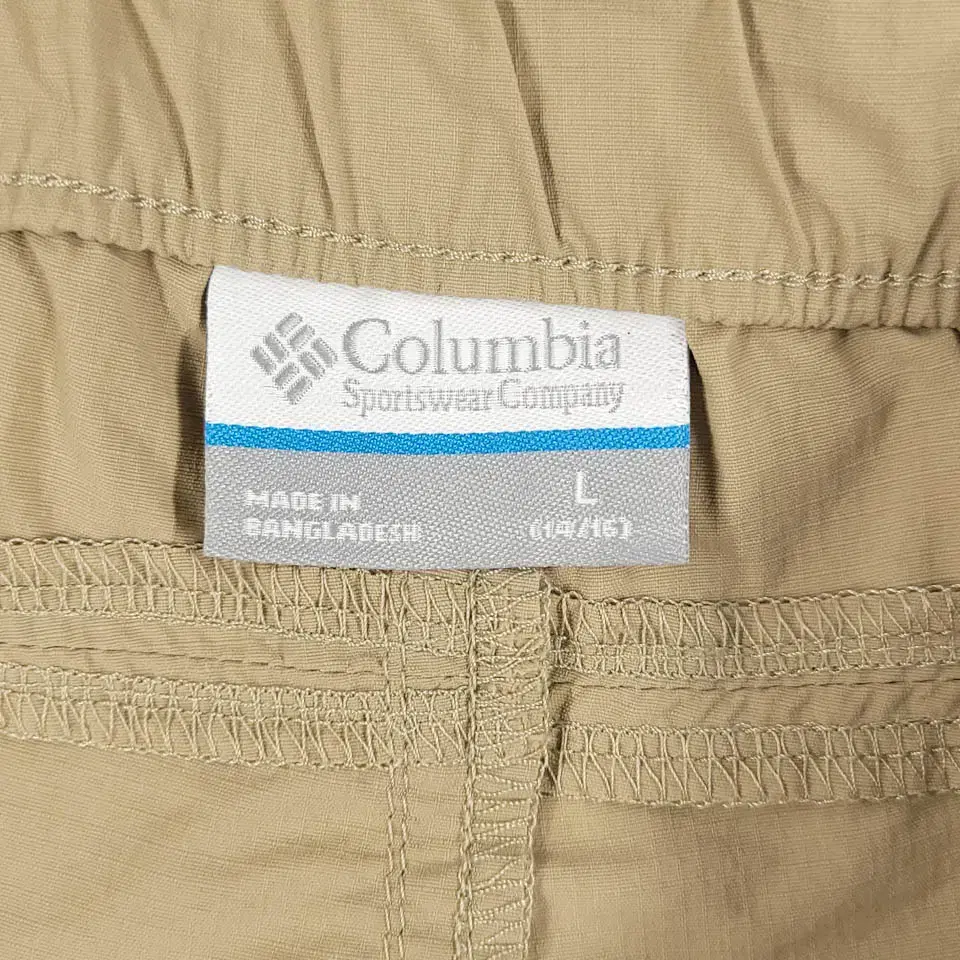 Columbia
Sportswear Company
MADE IN
BANGLADESH
L
(14/16)